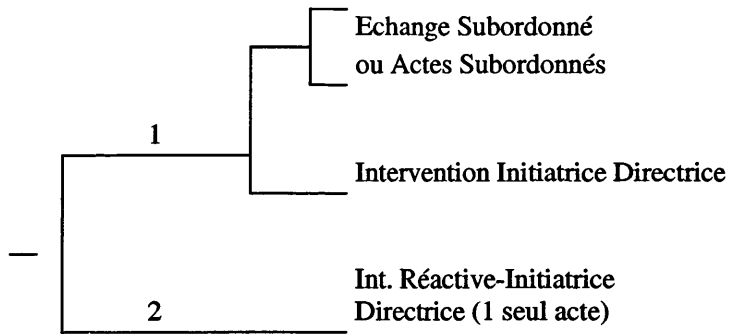 Echange Subordonné
ou Actes Subordonnés
1
Intervention Initiatrice Directrice
Int. Réactive-Initiatrice
2
Directrice (1 seul acte)